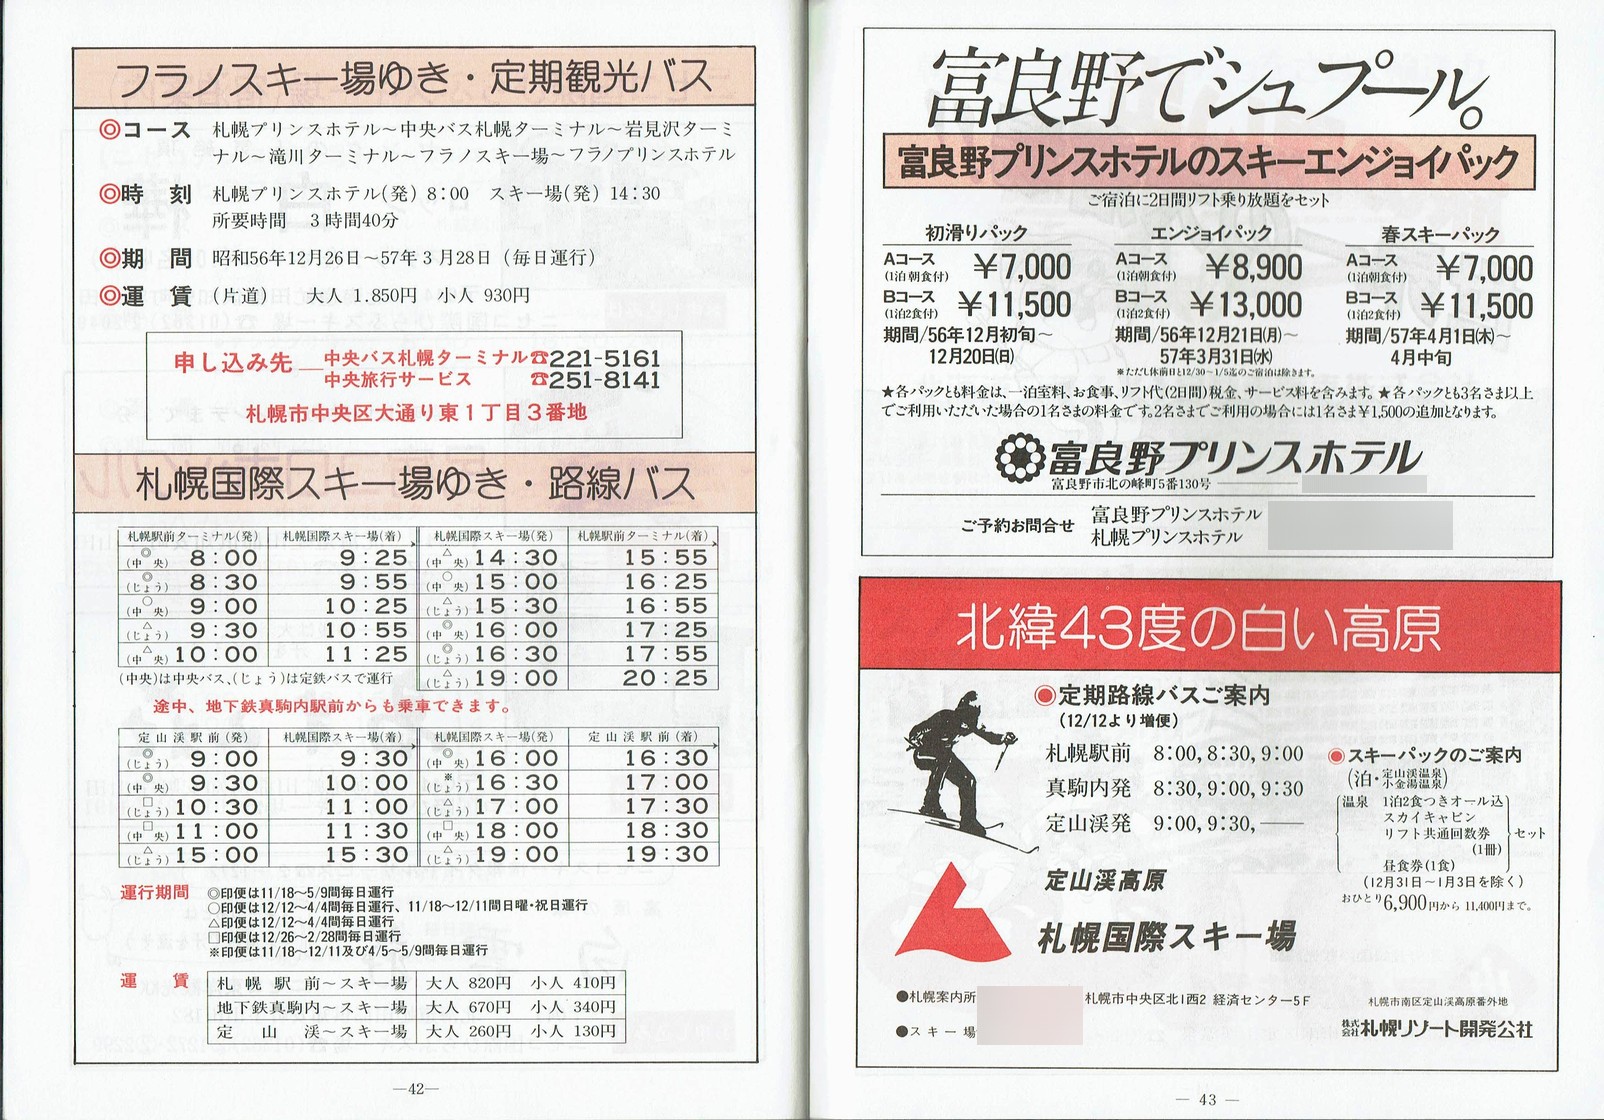 フラノスキー場ゆき・定期観光バス
◎コース 札幌プリンスホテル〜中央バス札幌ターミナル〜岩見沢ターミ
ナル〜滝川ターミナル〜フラノスキー場〜フラノプリンスホテル
◎時刻 札幌プリンスホテル(発) 8:00 スキー場(発) 14:30
所要時間 3時間40分
◎期間 昭和56年12月26日〜57年3月28日(毎日運行)
◎運賃 (片道) 大人 1.850円 小人 930円
申し込み先 中央バス札幌ターミナル☎221-5161
中央旅行サービス ☎251-8141
札幌市中央区大通り東1丁目3番地
札幌国際スキー場ゆき・路線バス
札幌駅前ターミナル(発) 札幌国際スキー場(着) 札幌国際スキー場(発) 札幌駅前ターミナル(着)
◎(中央) 8:00 9:25 △(中央) 14:30 15:55
◎(じょう) 8:30 9:55 ○(中央) 15:00 16:25
○(中央) 9:00 10:25 △(じょう) 15:30 16:55
△(じょう) 9:30 10:55 ◎(中央) 16:00 17:25
△(中央) 10:00 11:25 ◎(じょう) 16:30 17:55
(中央)は中央バス、(じょう)は定鉄バスで運行 △(じょう) 19:00 20:25
途中、地下鉄真駒内駅前からも乗車できます。
定山渓駅前(発) 札幌国際スキー場(着) 札幌国際スキー場(発) 定山渓駅前(着)
◎(じょう) 9:00 9:30 ◎(中央) 16:00 16:30
◎(中央) 9:30 10:00 ※(じょう) 16:30 17:00
□(じょう) 10:30 11:00 △(じょう) 17:00 17:30
□(中央) 11:00 11:30 □(中央) 18:00 18:30
△(じょう) 15:00 15:30 △(じょう) 19:00 19:30
運行期間 ◎印便は11/18〜5/9間毎日運行
○印便は12/12〜4/4間毎日運行、11/18〜12/11間日曜・祝日運行
△印便は12/12〜4/4間毎日運行
□印便は12/26〜2/28間毎日運行
※印便は11/18〜12/11及び4/5〜5/9間毎日運行
運賃 札幌駅前〜スキー場 大人 820円 小人 410円
地下鉄真駒内〜スキー場 大人 670円 小人 340円
定山渓〜スキー場 大人 260円 小人 130円
—42—
富良野でシュプール。
富良野プリンスホテルのスキーエンジョイパック
ご宿泊に2日間リフト乗り放題をセット
初滑りパック
Aコース(1泊朝食付) ¥7,000
Bコース(1泊2食付) ¥11,500
期間/56年12月初旬〜
12月20日(日)
エンジョイパック
Aコース(1泊朝食付) ¥8,900
Bコース(1泊2食付) ¥13,000
期間/56年12月21日(月)〜
57年3月31日(水)
※ただし休前日と12/30〜1/5迄のご宿泊は除きます。
春スキーパック
Aコース(1泊朝食付) ¥7,000
Bコース(1泊2食付) ¥11,500
期間/57年4月1日(木)〜
4月中旬
★各パックとも料金は、一泊室料、お食事、リフト代(2日間)税金、サービス料を含みます。★各パックとも3名さま以上
でご利用いただいた場合の1名さまの料金です。2名さまでご利用の場合には1名さま¥1,500の追加となります。
富良野プリンスホテル
富良野市北の峰町5番130号
ご予約お問合せ 富良野プリンスホテル
札幌プリンスホテル
北緯43度の白い高原
◉定期路線バスご案内
(12/12より増便)
札幌駅前 8:00, 8:30, 9:00
真駒内発 8:30, 9:00, 9:30
定山渓発 9:00, 9:30, ——
◉スキーパックのご案内
(泊・定山渓温泉 小金湯温泉)
温泉 1泊2食つきオール込
スカイキャビン
リフト共通回数券 セット
(1冊)
昼食券(1食)
(12月31日〜1月3日を除く)
おひとり6,900円から 11,400円まで。
定山渓高原
札幌国際スキー場
●札幌案内所 札幌市中央区北1西2 経済センター5F
●スキー場
札幌市南区定山渓高原番外地
株式会社札幌リゾート開発公社
— 43 —